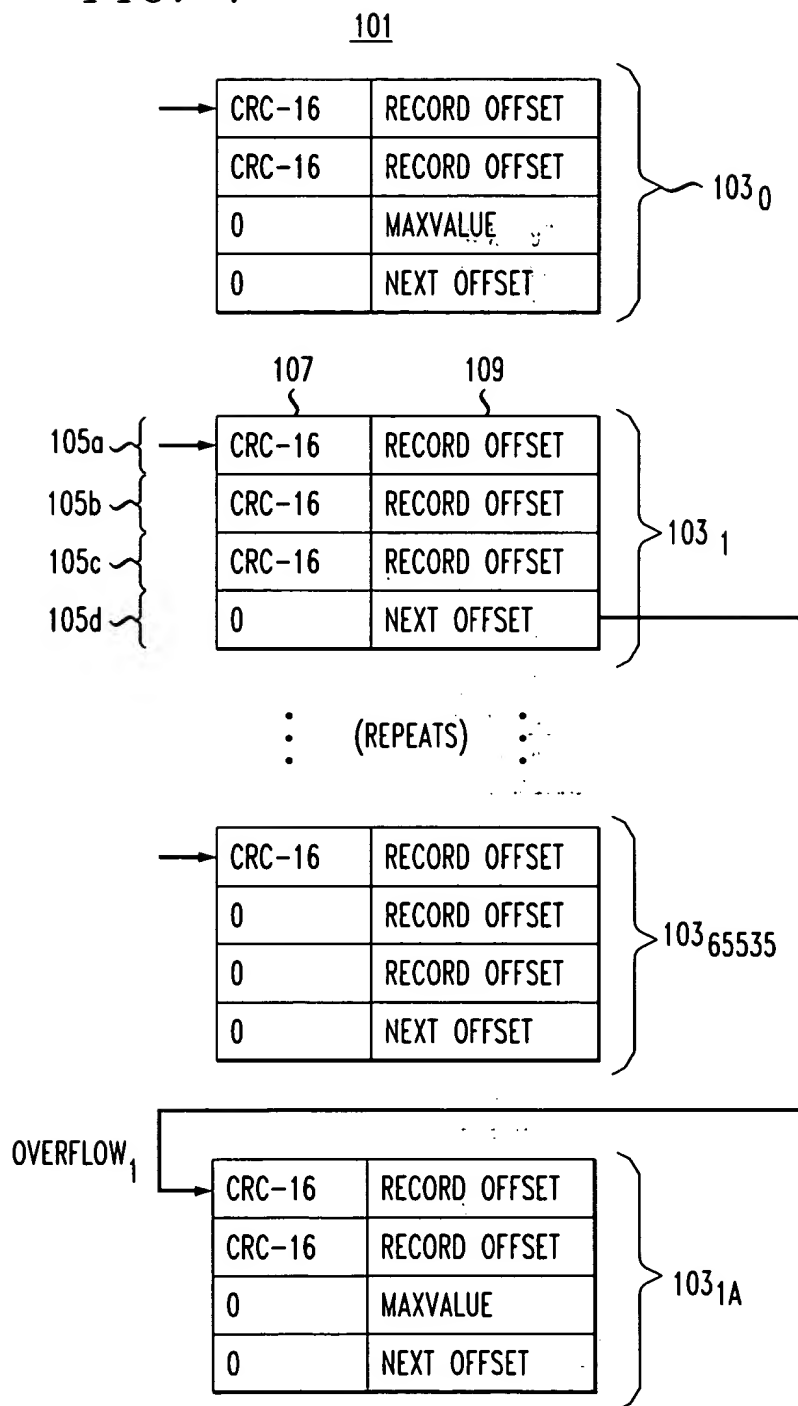 101
CRC-16 RECORD OFFSET
CRC-16 RECORD OFFSET
0 MAXVALUE
0 NEXT OFFSET
103₀
107 109
105a CRC-16 RECORD OFFSET
105b CRC-16 RECORD OFFSET
105c CRC-16 RECORD OFFSET
105d 0 NEXT OFFSET
103₁
(REPEATS)
CRC-16 RECORD OFFSET
0 RECORD OFFSET
0 RECORD OFFSET
0 NEXT OFFSET
103₆₅₅₃₅
OVERFLOW₁
CRC-16 RECORD OFFSET
CRC-16 RECORD OFFSET
0 MAXVALUE
0 NEXT OFFSET
103₁A